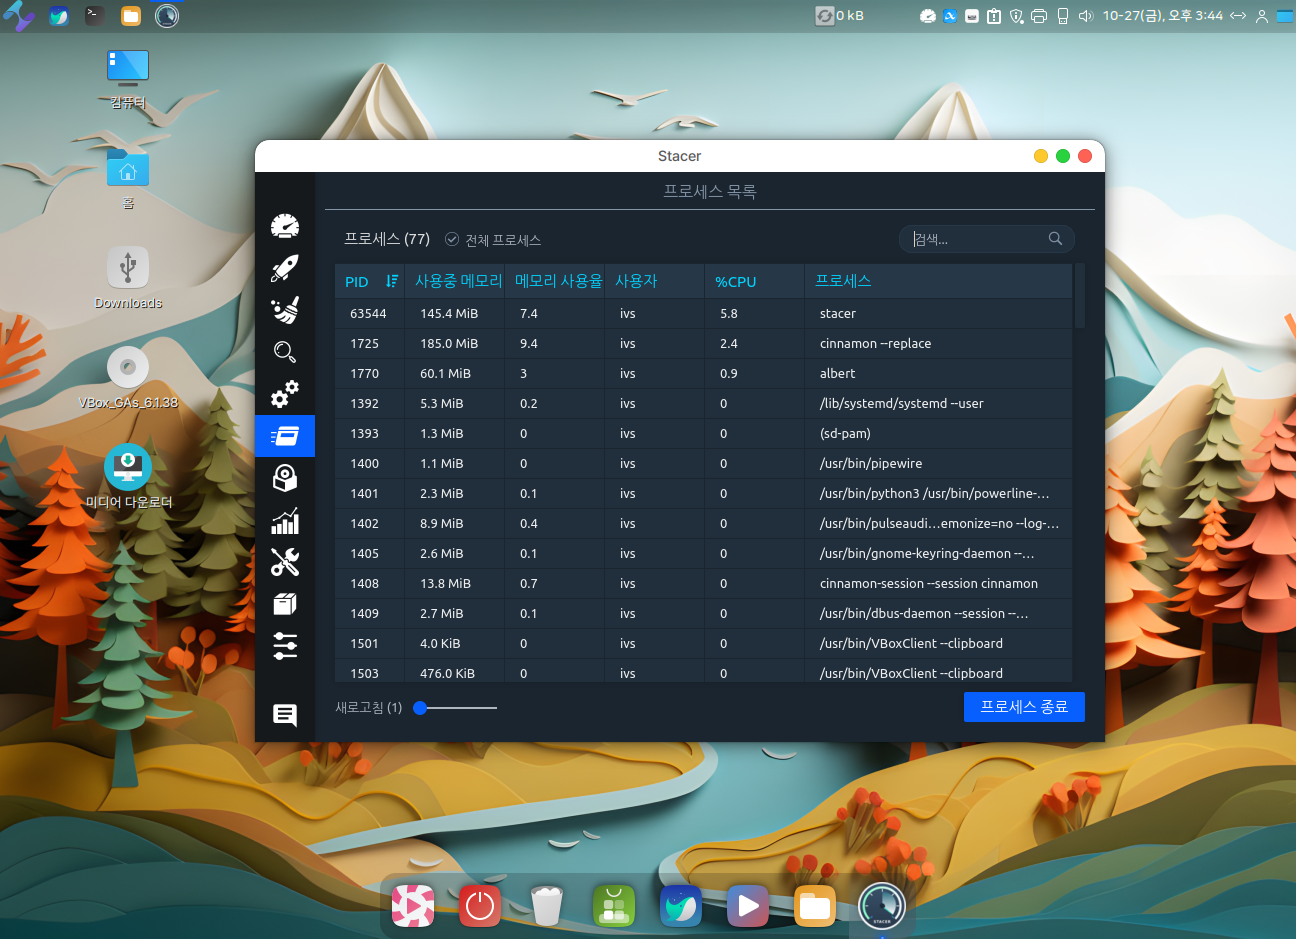 0 kB
10-27(금), 오후 3:44
컴퓨터
홈
Downloads
VBox_GAs_6.1.38
미디어 다운로더
Stacer
프로세스 목록
프로세스 (77) 전체 프로세스 검색...
PID 사용중 메모리 메모리 사용율 사용자 %CPU 프로세스
63544 145.4 MiB 7.4 ivs 5.8 stacer
1725 185.0 MiB 9.4 ivs 2.4 cinnamon --replace
1770 60.1 MiB 3 ivs 0.9 albert
1392 5.3 MiB 0.2 ivs 0 /lib/systemd/systemd --user
1393 1.3 MiB 0 ivs 0 (sd-pam)
1400 1.1 MiB 0 ivs 0 /usr/bin/pipewire
1401 2.3 MiB 0.1 ivs 0 /usr/bin/python3 /usr/bin/powerline-...
1402 8.9 MiB 0.4 ivs 0 /usr/bin/pulseaudi...emonize=no --log-...
1405 2.6 MiB 0.1 ivs 0 /usr/bin/gnome-keyring-daemon --...
1408 13.8 MiB 0.7 ivs 0 cinnamon-session --session cinnamon
1409 2.7 MiB 0.1 ivs 0 /usr/bin/dbus-daemon --session --...
1501 4.0 KiB 0 ivs 0 /usr/bin/VBoxClient --clipboard
1503 476.0 KiB 0 ivs 0 /usr/bin/VBoxClient --clipboard
새로고침 (1) 프로세스 종료
STACER